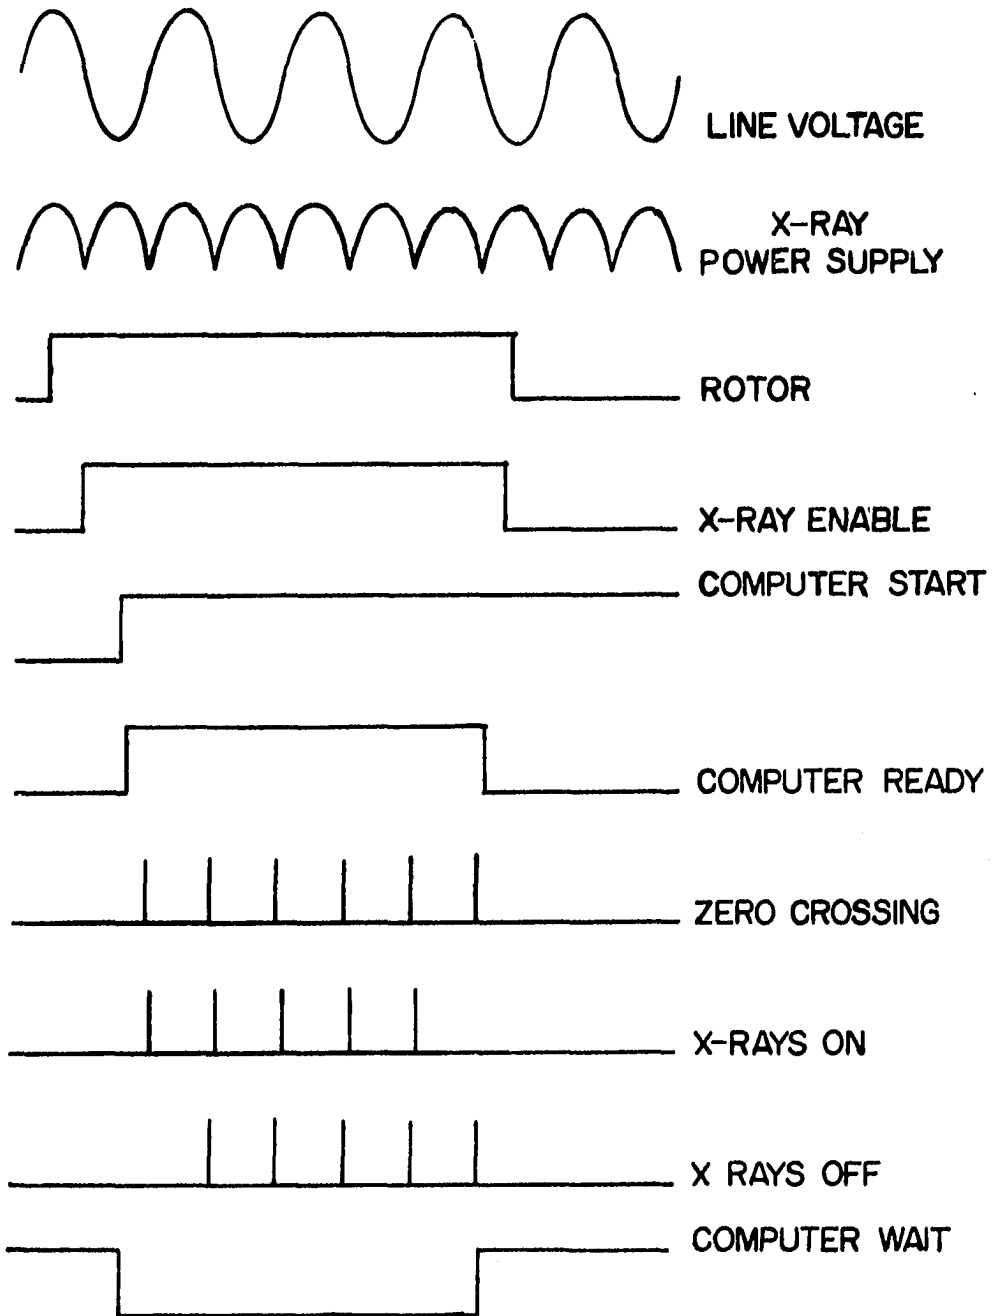 LINE VOLTAGE
X-RAY
POWER SUPPLY
ROTOR
X-RAY ENABLE
COMPUTER START
COMPUTER READY
ZERO CROSSING
X-RAYS ON
X RAYS OFF
COMPUTER WAIT